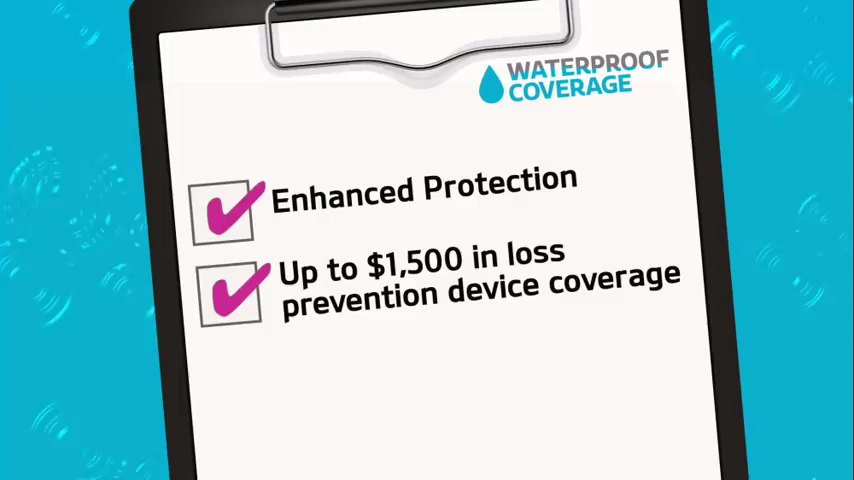 WATERPROOF
COVERAGE
Enhanced Protection
Up to $1,500 in loss
prevention device coverage